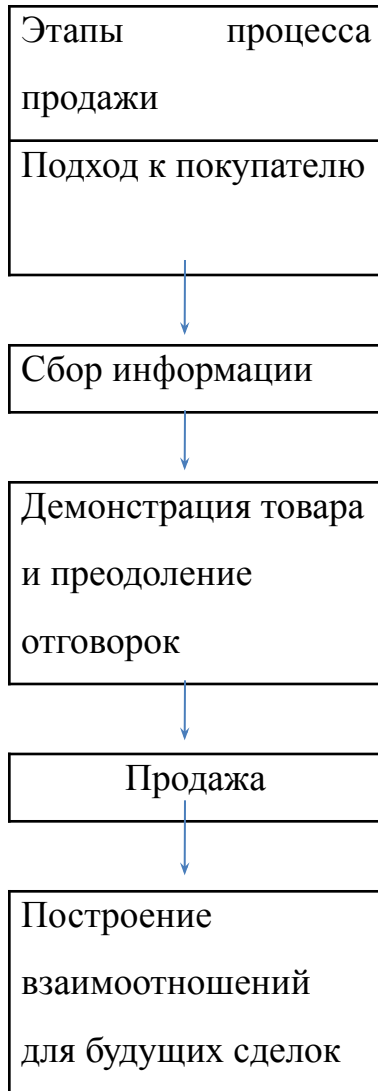 Этапы процесса
продажи
Подход к покупателю
Сбор информации
Демонстрация товара
и преодоление
отговорок
Продажа
Построение
взаимоотношений
для будущих сделок